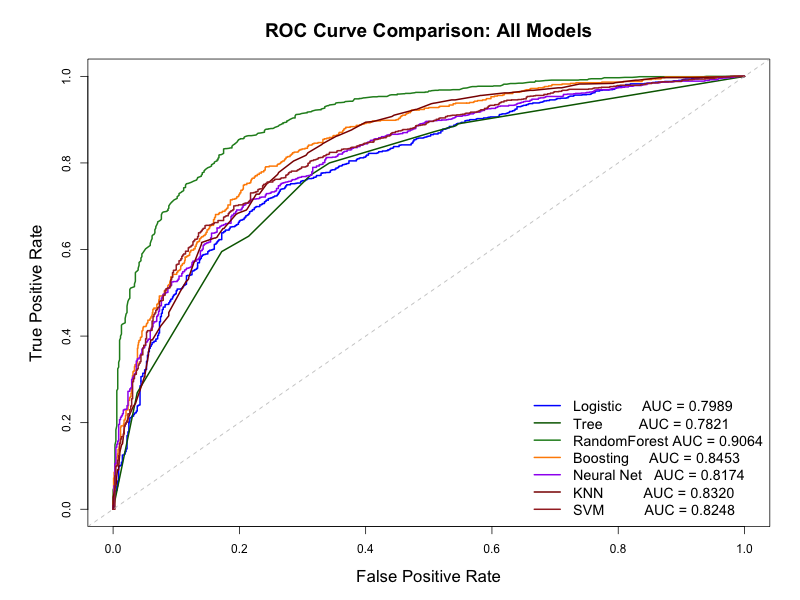 ROC Curve Comparison: All Models
True Positive Rate
1.0
0.8
0.6
0.4
0.2
0.0
Logistic AUC = 0.7989
Tree AUC = 0.7821
RandomForest AUC = 0.9064
Boosting AUC = 0.8453
Neural Net AUC = 0.8174
KNN AUC = 0.8320
SVM AUC = 0.8248
0.0 0.2 0.4 0.6 0.8 1.0
False Positive Rate